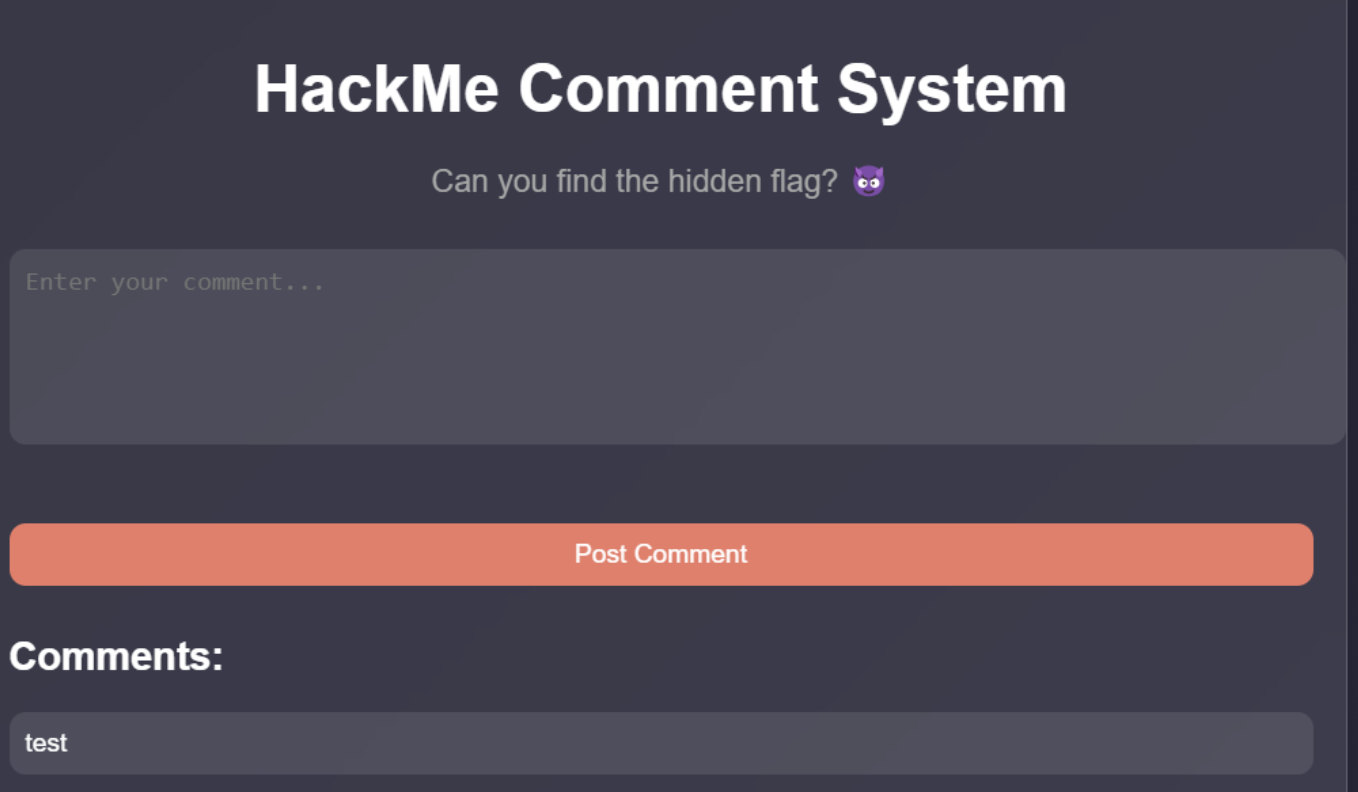 HackMe Comment System
Can you find the hidden flag? 😈
Enter your comment...
Post Comment
Comments:
test